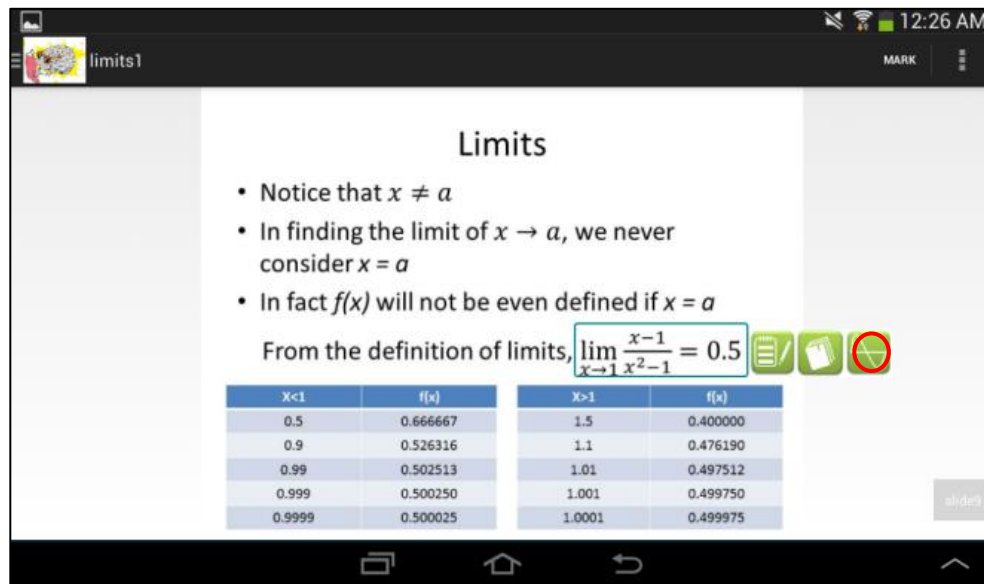 12:26 AM
limits1
MARK
Limits
• Notice that x ≠ a
• In finding the limit of x → a, we never
consider x = a
• In fact f(x) will not be even defined if x = a
From the definition of limits, lim x→1 x−1/x²−1 = 0.5
X<1 f(x) X>1 f(x)
0.5 0.666667 1.5 0.400000
0.9 0.526316 1.1 0.476190
0.99 0.502513 1.01 0.497512
0.999 0.500250 1.001 0.499750
0.9999 0.500025 1.0001 0.499975
slide9